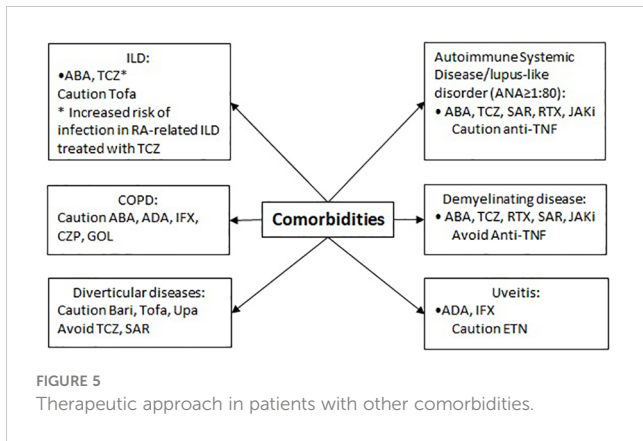 ILD:
•ABA, TCZ*
Caution Tofa
* Increased risk of
infection in RA-related ILD
treated with TCZ
Autoimmune Systemic
Disease/lupus-like
disorder (ANA≥1:80):
• ABA, TCZ, SAR, RTX, JAKi
Caution anti-TNF
COPD:
Caution ABA, ADA, IFX,
CZP, GOL
Comorbidities
Demyelinating disease:
• ABA, TCZ, RTX, SAR, JAKi
Avoid Anti-TNF
Diverticular diseases:
Caution Bari, Tofa, Upa
Avoid TCZ, SAR
Uveitis:
•ADA, IFX
Caution ETN
FIGURE 5
Therapeutic approach in patients with other comorbidities.